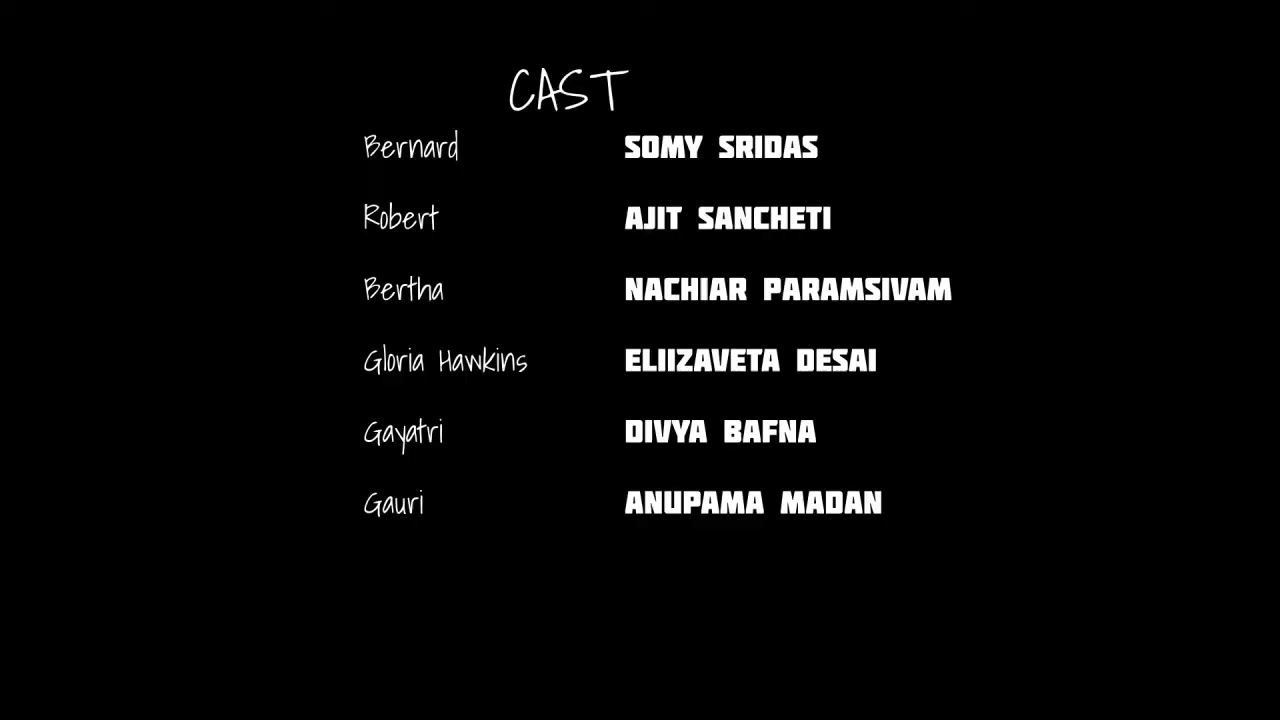 CAST
Bernard SOMY SRIDAS
Robert AJIT SANCHETI
Bertha NACHIAR PARAMSIVAM
Gloria Hawkins ELIIZAVETA DESAI
Gayatri DIVYA BAFNA
Gauri ANUPAMA MADAN